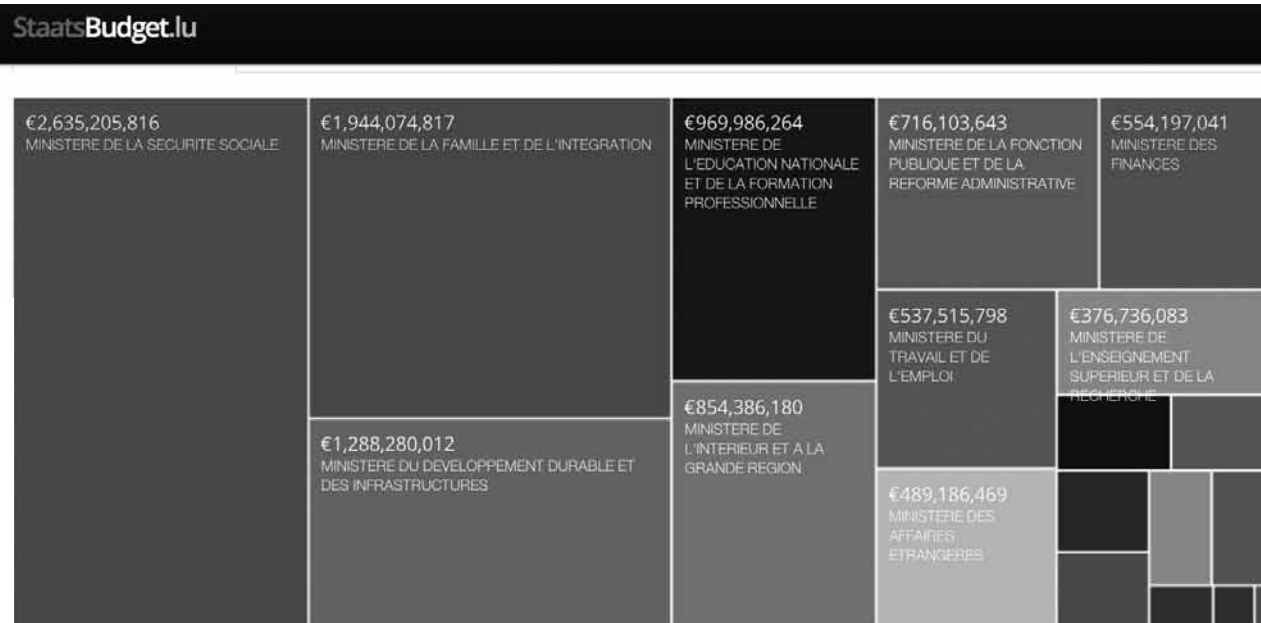 StaatsBudget.lu
€2,635,205,816
MINISTERE DE LA SECURITE SOCIALE
€1,944,074,817
MINISTERE DE LA FAMILLE ET DE L'INTEGRATION
€1,288,280,012
MINISTERE DU DEVELOPPEMENT DURABLE ET
DES INFRASTRUCTURES
€969,986,264
MINISTERE DE
L'EDUCATION NATIONALE
ET DE LA FORMATION
PROFESSIONNELLE
€854,386,180
MINISTERE DE
L'INTERIEUR ET A LA
GRANDE REGION
€716,103,643
MINISTERE DE LA FONCTION
PUBLIQUE ET DE LA
REFORME ADMINISTRATIVE
€554,197,041
MINISTERE DES
FINANCES
€537,515,798
MINISTERE DU
TRAVAIL ET DE
L'EMPLOI
€376,736,083
MINISTERE DE
L'ENSEIGNEMENT
SUPERIEUR ET DE LA
RECHERCHE
€489,186,469
MINISTERE DES
AFFAIRES
ETRANGERES